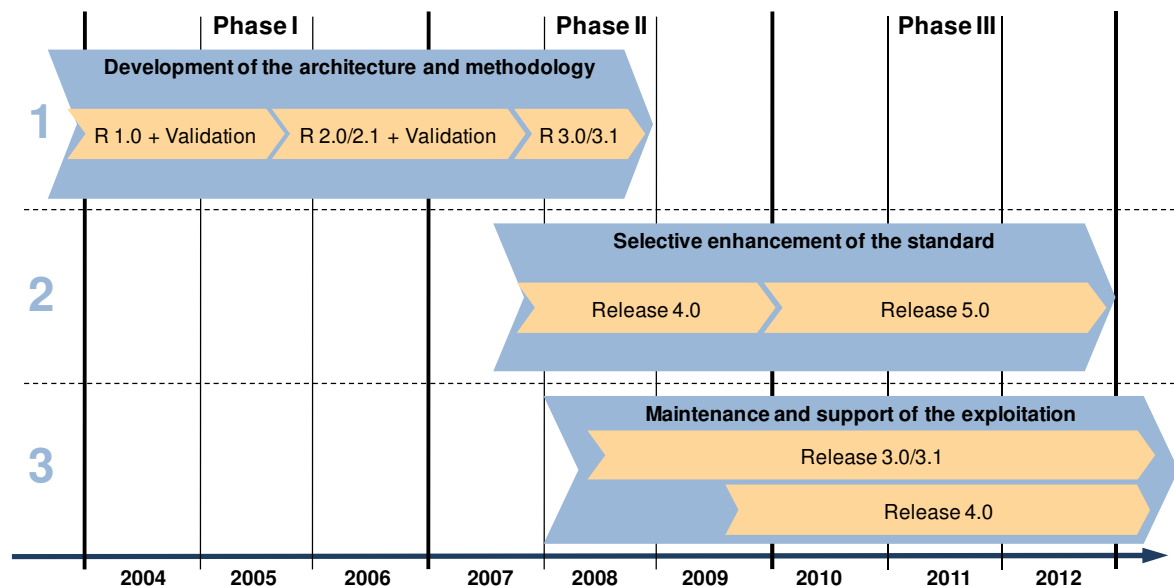 Phase I
Phase II
Phase III
1
Development of the architecture and methodology
R 1.0 + Validation
R 2.0/2.1 + Validation
R 3.0/3.1
2
Selective enhancement of the standard
Release 4.0
Release 5.0
3
Maintenance and support of the exploitation
Release 3.0/3.1
Release 4.0
2004
2005
2006
2007
2008
2009
2010
2011
2012